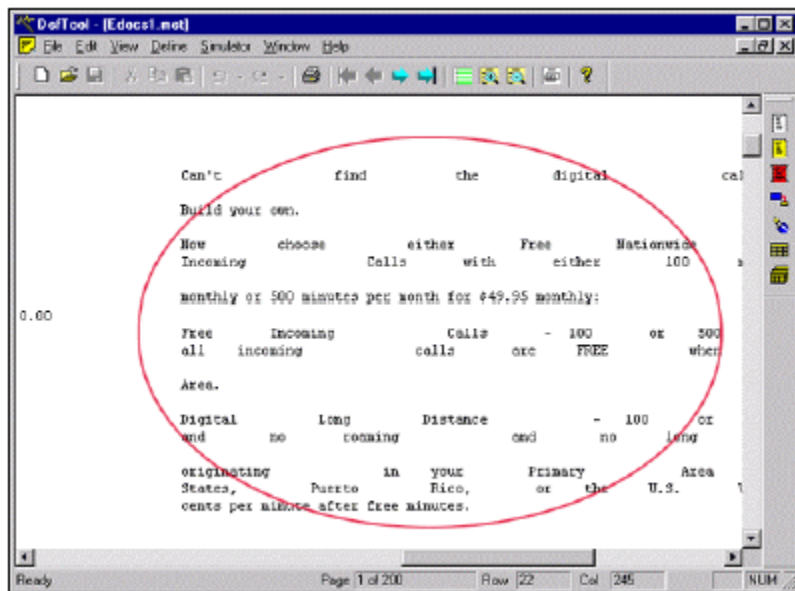 DefTool - [Edocs1.mot]
File Edit View Define Simulator Window Help
Can't find the digital cal
Build your own.
Now choose either Free Nationwide
Incoming Calls with either 100
monthly or 500 minutes per month for $49.95 monthly:
0.00
Free Incoming Calls - 100 or 500
all incoming calls are FREE when
Area.
Digital Long Distance - 100 or
and no roaming and no long
originating in your Primary Area
States, Puerto Rico, or the U.S.
cents per minute after free minutes.
Ready Page 1 of 200 Row 22 Col 245 NUM